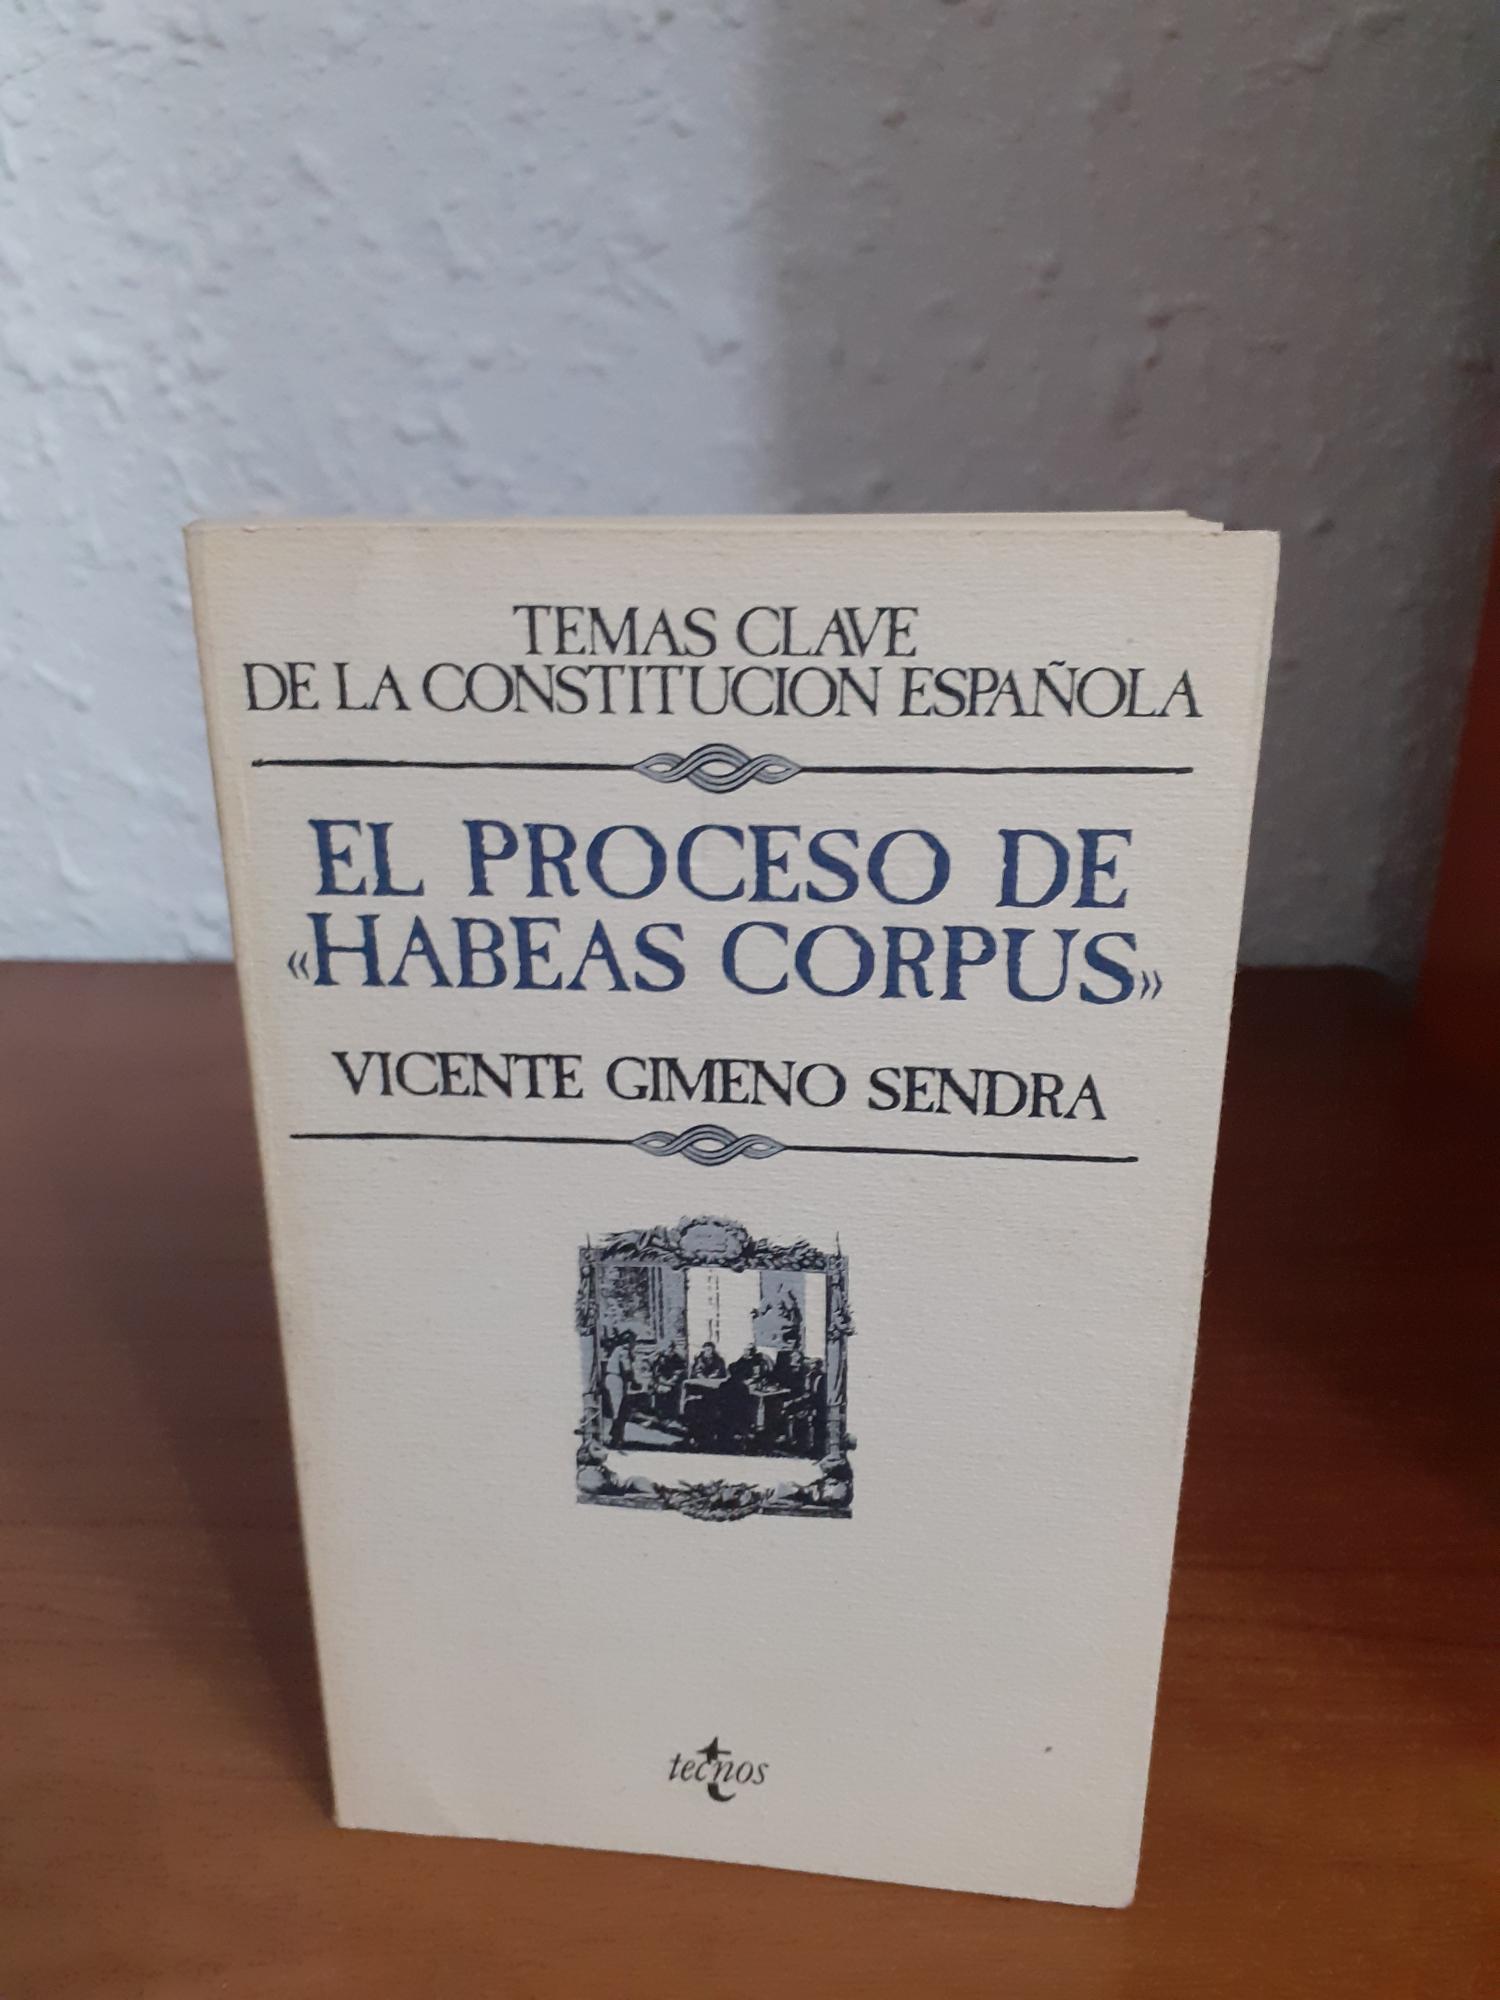 TEMAS CLAVE
DE LA CONSTITUCION ESPAÑOLA
EL PROCESO DE
«HABEAS CORPUS»
VICENTE GIMENO SENDRA
tecnos